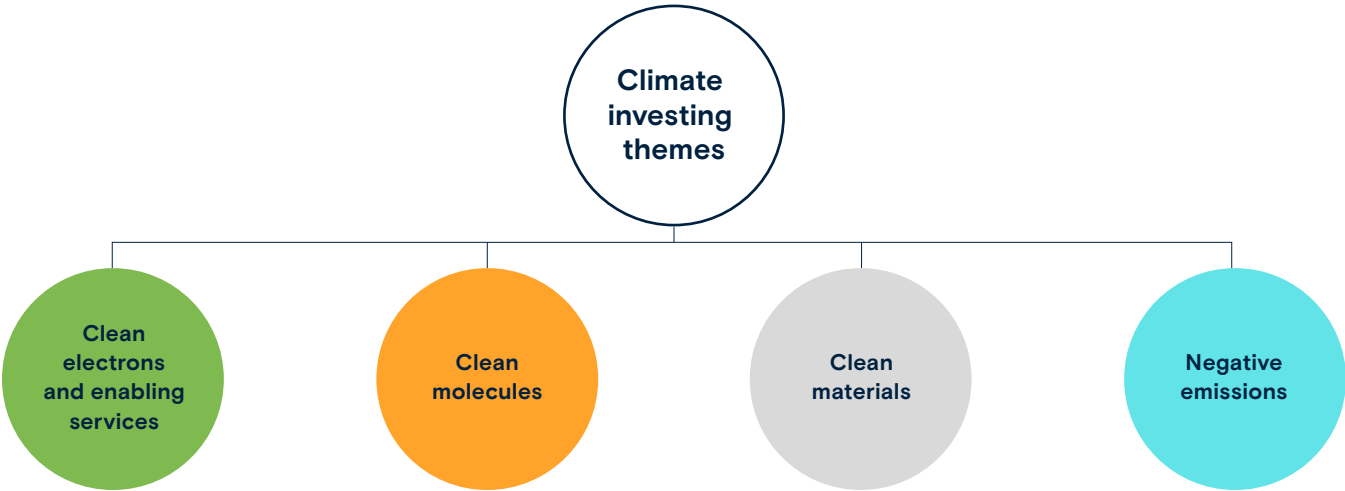 Climate
investing
themes
Clean
electrons
and enabling
services
Clean
molecules
Clean
materials
Negative
emissions